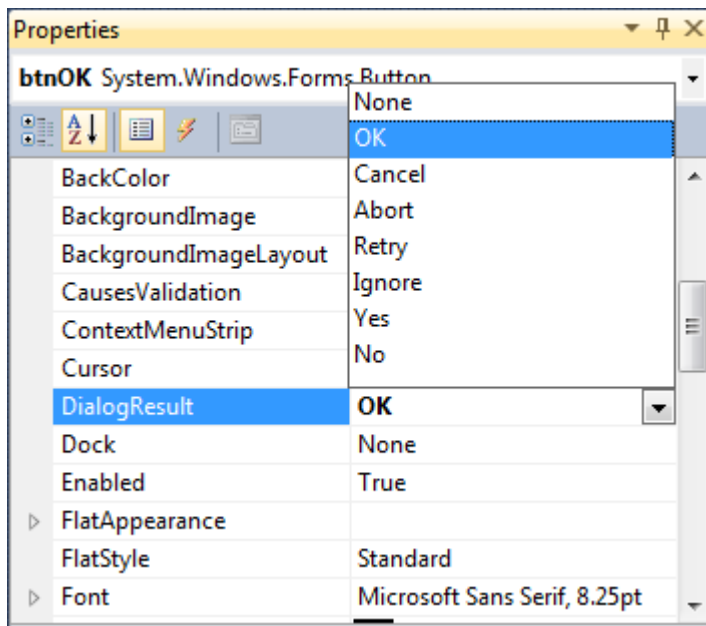 Properties
btnOK System.Windows.Forms.Button
None
OK
Cancel
Abort
Retry
Ignore
Yes
No
BackColor
BackgroundImage
BackgroundImageLayout
CausesValidation
ContextMenuStrip
Cursor
DialogResult OK
Dock None
Enabled True
FlatAppearance
FlatStyle Standard
Font Microsoft Sans Serif, 8.25pt